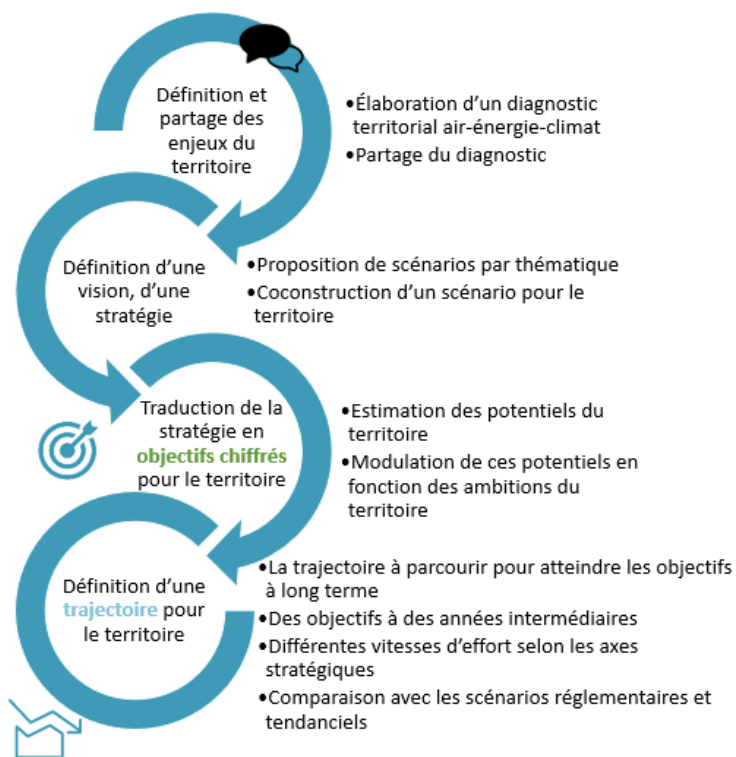 Définition et
partage des
enjeux du
territoire
•Élaboration d’un diagnostic
territorial air-énergie-climat
•Partage du diagnostic
Définition d’une
vision, d’une
stratégie
•Proposition de scénarios par thématique
•Coconstruction d’un scénario pour le
territoire
Traduction de la
stratégie en
objectifs chiffrés
pour le territoire
•Estimation des potentiels du
territoire
•Modulation de ces potentiels en
fonction des ambitions du
territoire
Définition d’une
trajectoire pour
le territoire
•La trajectoire à parcourir pour atteindre les objectifs
à long terme
•Des objectifs à des années intermédiaires
•Différentes vitesses d’effort selon les axes
stratégiques
•Comparaison avec les scénarios réglementaires et
tendanciels